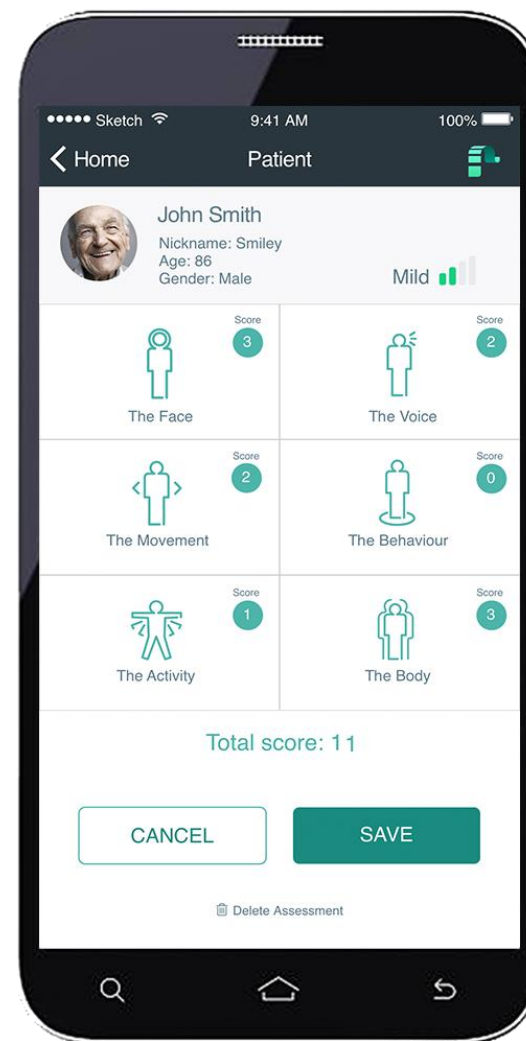 Sketch 9:41 AM 100%
Home Patient
John Smith
Nickname: Smiley
Age: 86
Gender: Male
Mild
Score
3
The Face
Score
2
The Voice
Score
2
The Movement
Score
0
The Behaviour
Score
1
The Activity
Score
3
The Body
Total score: 11
CANCEL SAVE
Delete Assessment